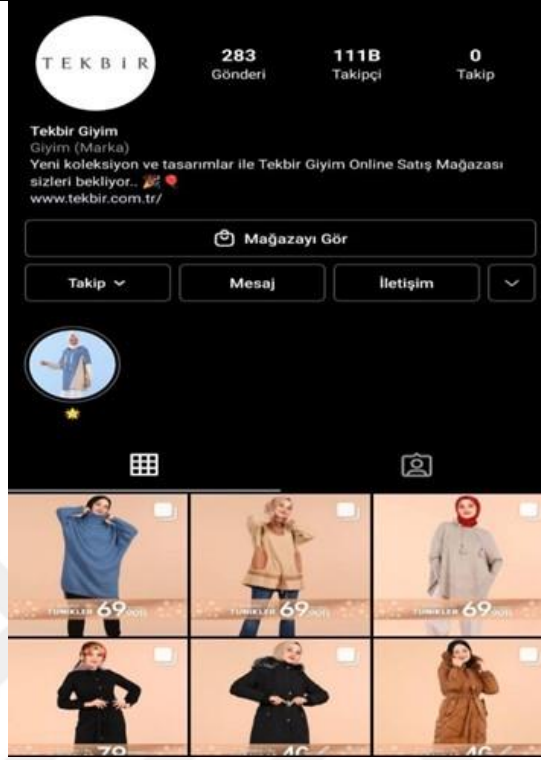 TEKBİR
283
Gönderi
111B
Takipçi
0
Takip
Tekbir Giyim
Giyim (Marka)
Yeni koleksiyon ve tasarımlar ile Tekbir Giyim Online Satış Mağazası
sizleri bekliyor..
www.tekbir.com.tr/
Mağazayı Gör
Takip
Mesaj
İletişim
TUNİKLER 69
TUNİKLER 69
TUNİKLER 69